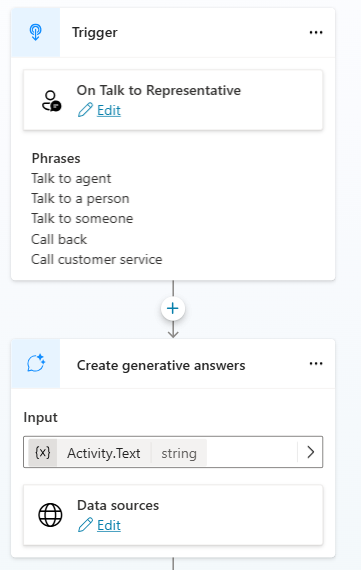 Trigger
...
On Talk to Representative
Edit
Phrases
Talk to agent
Talk to a person
Talk to someone
Call back
Call customer service
+
Create generative answers
...
Input
{x} Activity.Text string
Data sources
Edit